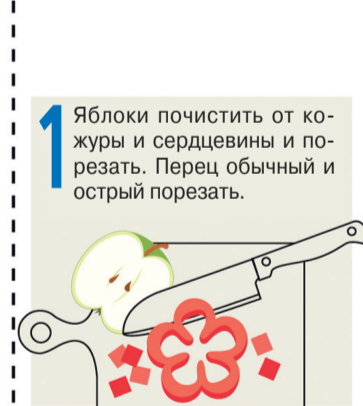 1 Яблоки почистить от ко-
журы и сердцевины и по-
резать. Перец обычный и
острый порезать.